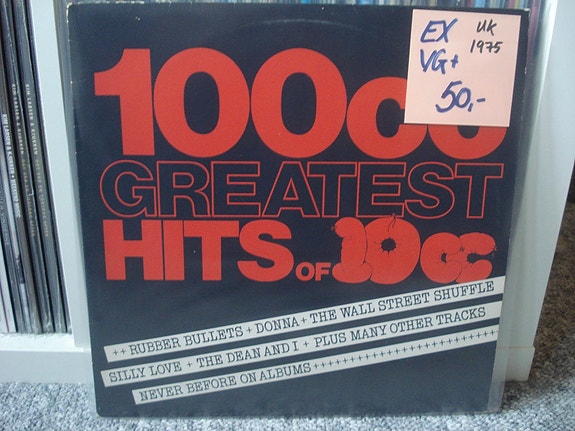 EX UK
VG+ 1975
50,-
100cc
GREATEST
HITS OF 10cc
++ RUBBER BULLETS + DONNA + THE WALL STREET SHUFFLE
SILLY LOVE + THE DEAN AND I + PLUS MANY OTHER TRACKS
NEVER BEFORE ON ALBUMS +++++++++++++++++++++++